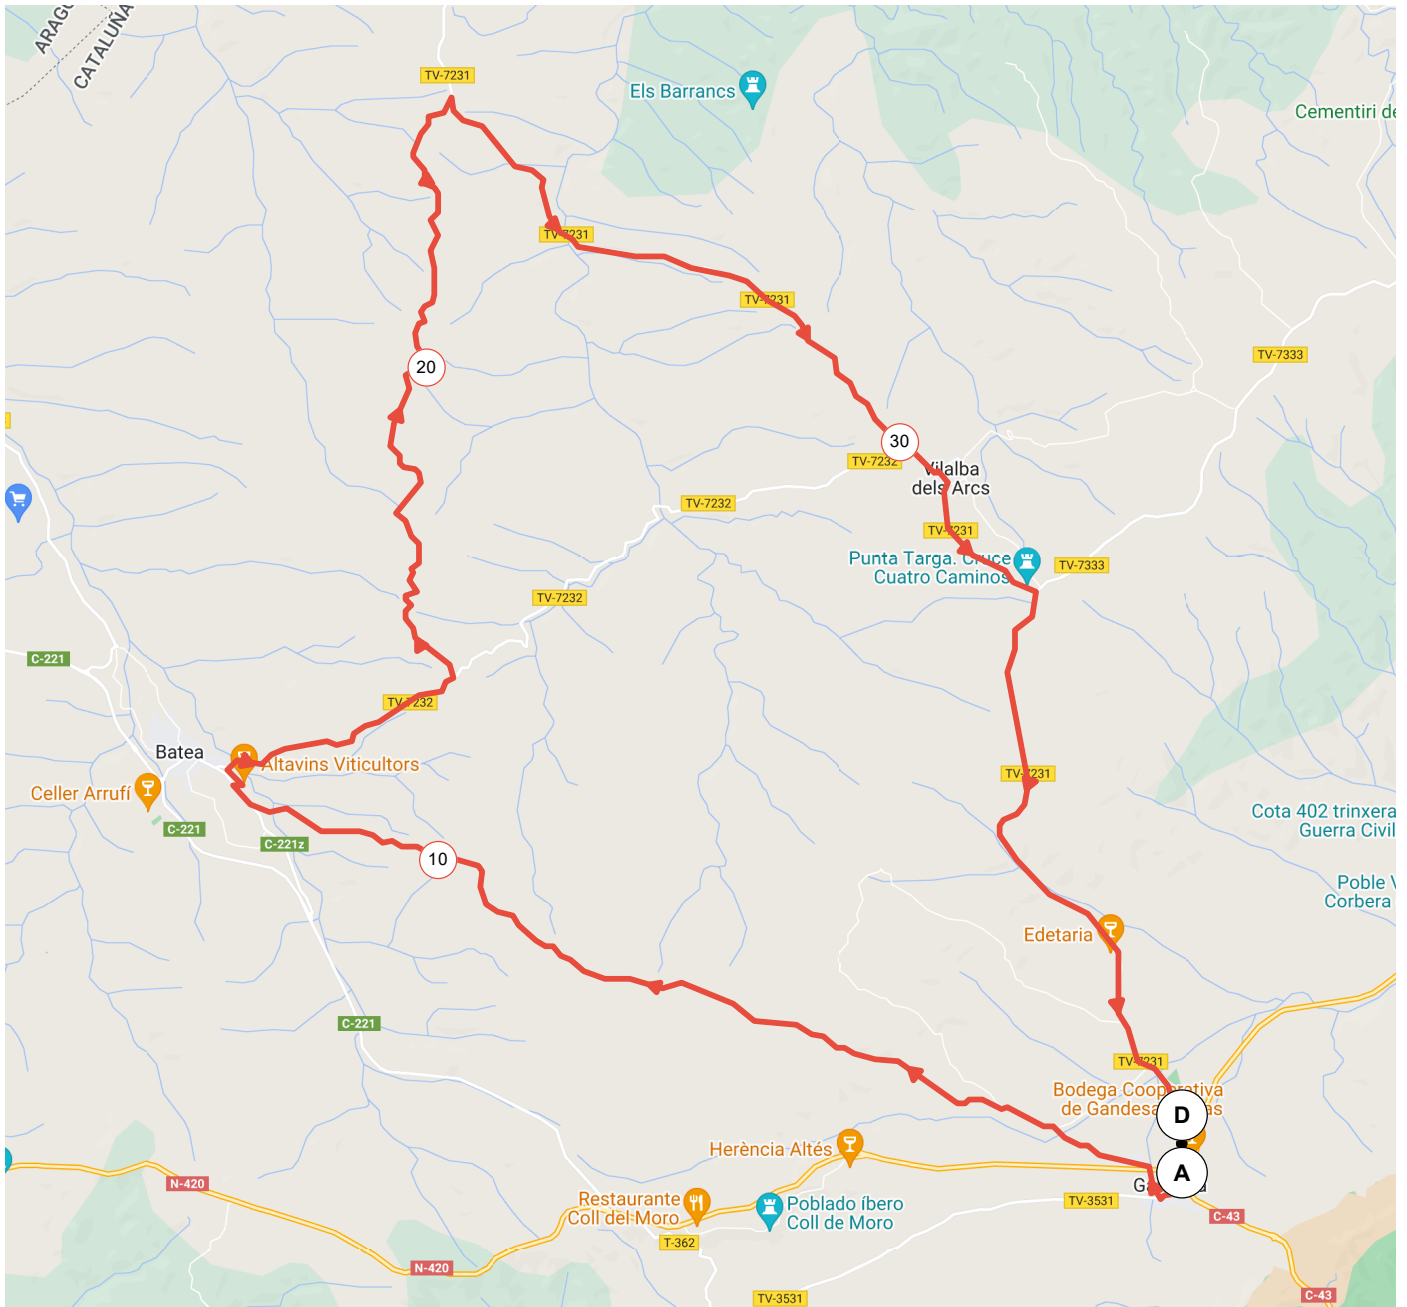 ARAGÓ
CATALUÑA
TV-7231
Els Barrancs
Cementiri de
TV-7231
TV-7231
TV-7333
20
30
TV-7232
Vilalba
dels Arcs
TV-7232
TV-7231
Punta Targa. Cruce
Cuatro Caminos
TV-7333
TV-7232
C-221
TV-7232
Batea
Altavins Viticultors
Celler Arrufí
TV-7231
C-221
C-221z
10
Cota 402 trinxera
Guerra Civil
Poble V
Corbera
Edetaria
C-221
TV-7231
Bodega Cooperativa
de Gandesa
D
Herència Altés
A
N-420
Restaurante
Coll del Moro
Poblado íbero
Coll de Moro
TV-3531
C-43
T-362
N-420
TV-3531
C-43